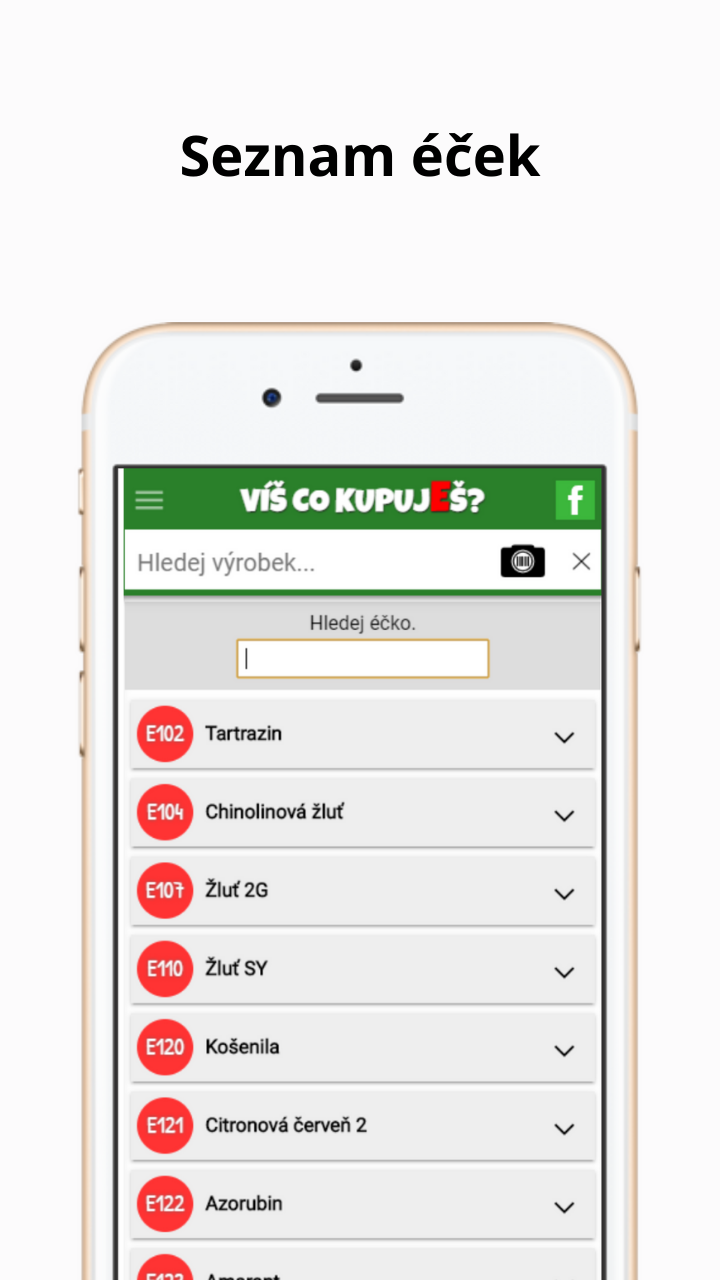 Seznam éček
VÍŠ CO KUPUJEŠ?
f
Hledej výrobek...
Hledej éčko.
E102 Tartrazin
E104 Chinolinová žluť
E107 Žluť 2G
E110 Žluť SY
E120 Košenila
E121 Citronová červeň 2
E122 Azorubin